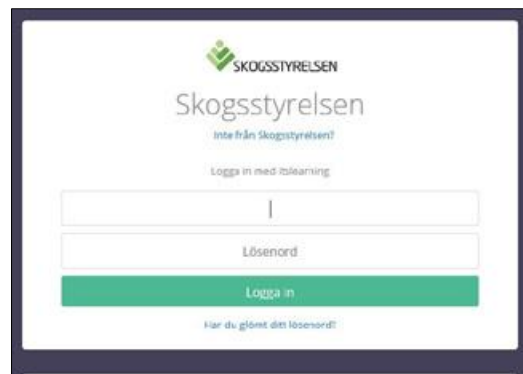 SKOGSSTYRELSEN
Skogsstyrelsen
Inte från Skogsstyrelsen?
Logga in med itslearning
Lösenord
Logga in
Har du glömt ditt lösenord?